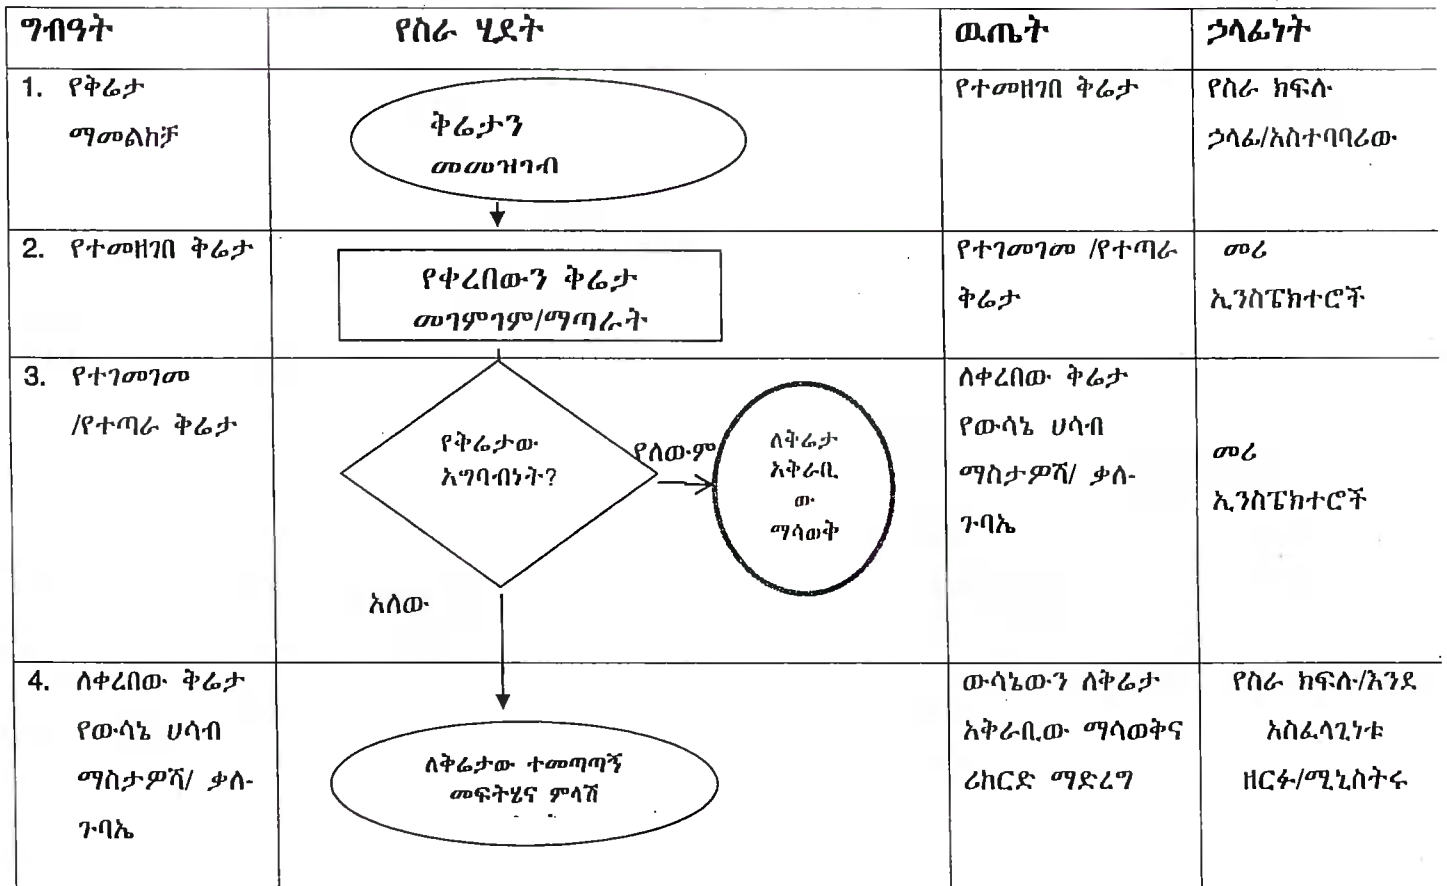 ግብዓት የስራ ሂደት ዉጤት ኃላፊነት
1. የቅሬታ
ማመልከቻ
ቅሬታን
መመዝገብ
የተመዘገበ ቅሬታ
የስራ ክፍሉ
ኃላፊ/አስተባባሪው
2. የተመዘገበ ቅሬታ
የቀረበውን ቅሬታ
መገምገም/ማጣራት
የተገመገመ /የተጣራ
ቅሬታ
መሪ
ኢንስፔክተሮች
3. የተገመገመ
/የተጣራ ቅሬታ
የቅሬታው
አግባብነት?
የለውም
ለቅሬታ
አቅራቢ
ው
ማሳወቅ
አለው
ለቀረበው ቅሬታ
የውሳኔ ሀሳብ
ማስታዎሻ/ ቃለ-
ጉባኤ
መሪ
ኢንስፔክተሮች
4. ለቀረበው ቅሬታ
የውሳኔ ሀሳብ
ማስታዎሻ/ ቃለ-
ጉባኤ
ለቅሬታው ተመጣጣኝ
መፍትሄና ምላሽ
ውሳኔውን ለቅሬታ
አቅራቢው ማሳወቅና
ሪከርድ ማድረግ
የስራ ክፍሉ/እንደ
አስፈላጊነቱ
ዘርፉ/ሚኒስትሩ